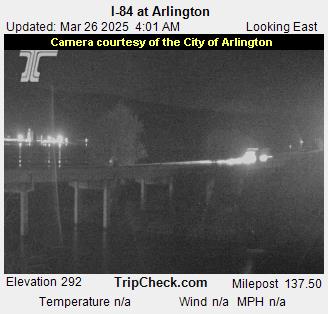 I-84 at Arlington
Updated: Mar 26 2025 4:01 AM Looking East
Camera courtesy of the City of Arlington
Elevation 292 TripCheck.com Milepost 137.50
Temperature n/a Wind n/a MPH n/a